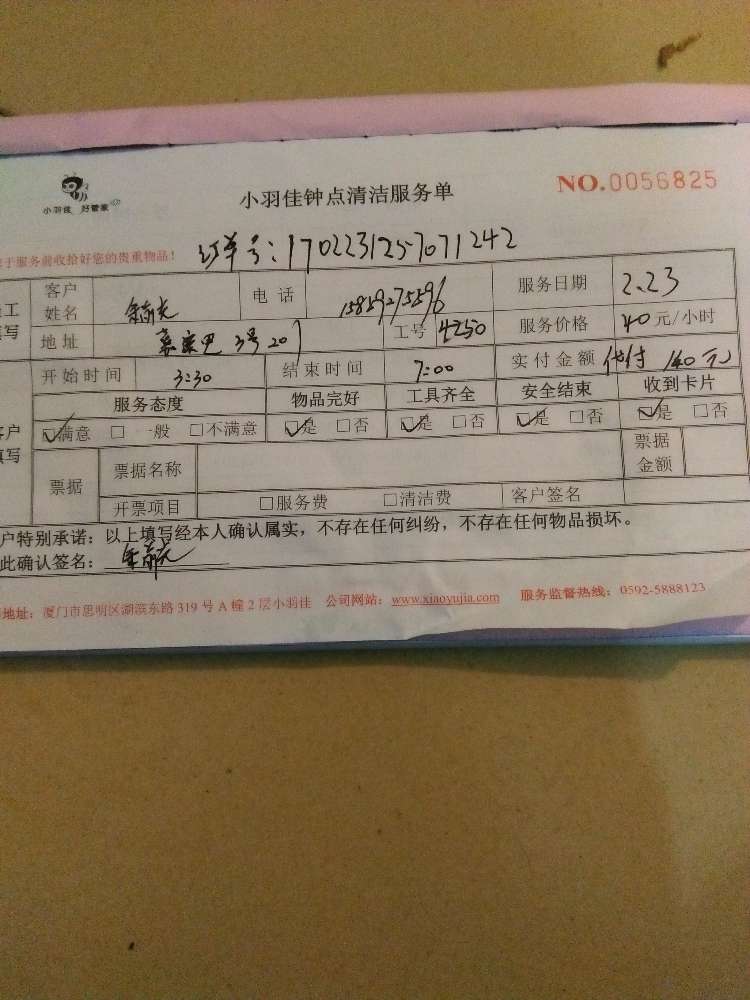 小羽佳 好管家
小羽佳钟点清洁服务单
NO.0056825
于服务前收给好您的贵重物品！
订单号：1702231257071242
工 客户姓名 电话 15859275596 服务日期 2.23
填写 地址 3号207 工号 4250 服务价格 40元/小时
开始时间 3:30 结束时间 7:00 实付金额 代付 140元
服务态度 物品完好 工具齐全 安全结束 收到卡片
户 ☑满意 □一般 □不满意 ☑是 □否 ☑是 □否 ☑是 □否 ☑是 □否
填写 票据 票据名称 票据金额
开票项目 □服务费 □清洁费 客户签名
户特别承诺：以上填写经本人确认属实，不存在任何纠纷，不存在任何物品损坏。
此确认签名：
地址：厦门市思明区湖滨东路319号A幢2层小羽佳 公司网站：www.xiaoyujia.com 服务监督热线：0592-5888123